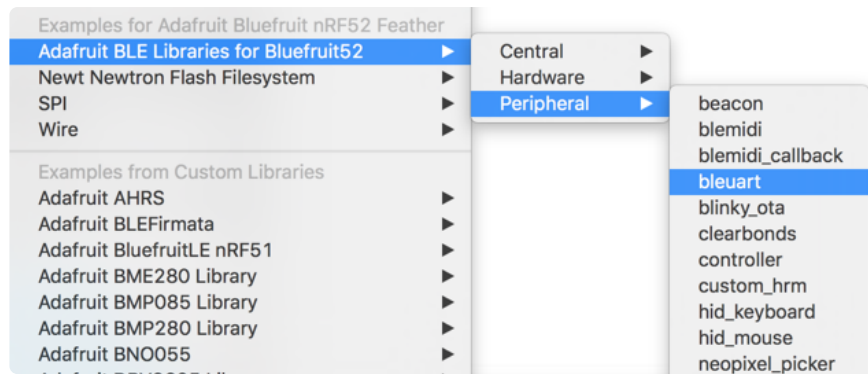 Examples for Adafruit Bluefruit nRF52 Feather
Adafruit BLE Libraries for Bluefruit52
Newt Newtron Flash Filesystem
SPI
Wire
Examples from Custom Libraries
Adafruit AHRS
Adafruit BLEFirmata
Adafruit BluefruitLE nRF51
Adafruit BME280 Library
Adafruit BMP085 Library
Adafruit BMP280 Library
Adafruit BNO055
Central
Hardware
Peripheral
beacon
blemidi
blemidi_callback
bleuart
blinky_ota
clearbonds
controller
custom_hrm
hid_keyboard
hid_mouse
neopixel_picker